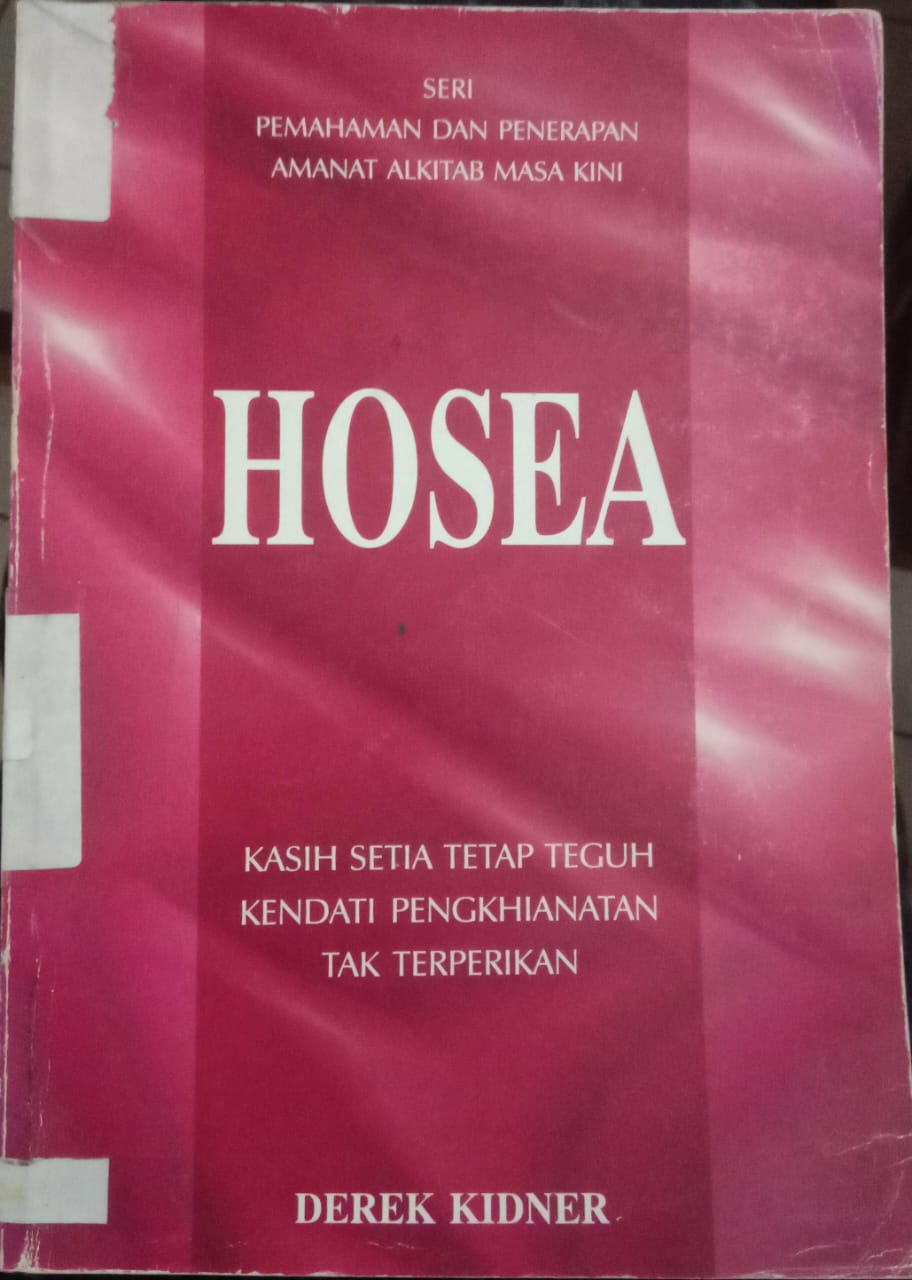 SERI
PEMAHAMAN DAN PENERAPAN
AMANAT ALKITAB MASA KINI
HOSEA
KASIH SETIA TETAP TEGUH
KENDATI PENGKHIANATAN
TAK TERPERIKAN
DEREK KIDNER